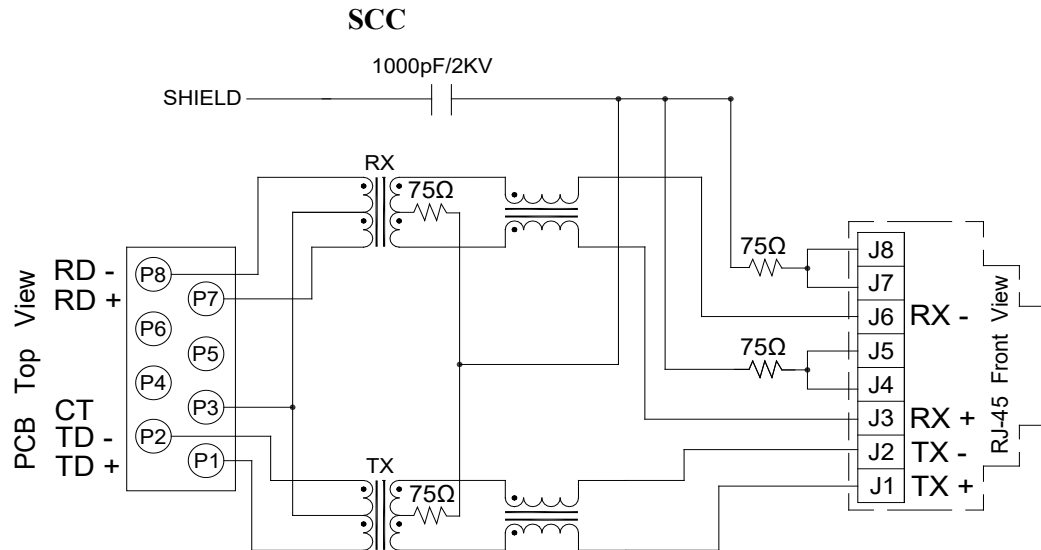 SCC
1000pF/2KV
SHIELD
RX
75Ω
75Ω
J8
J7
RX -
J6
75Ω
J5
J4
RX +
J3
TX -
J2
TX +
J1
RJ-45 Front View
RD -
P8
RD +
P7
P6
P5
P4
CT
P3
TD -
P2
TD +
P1
PCB Top View
TX
75Ω